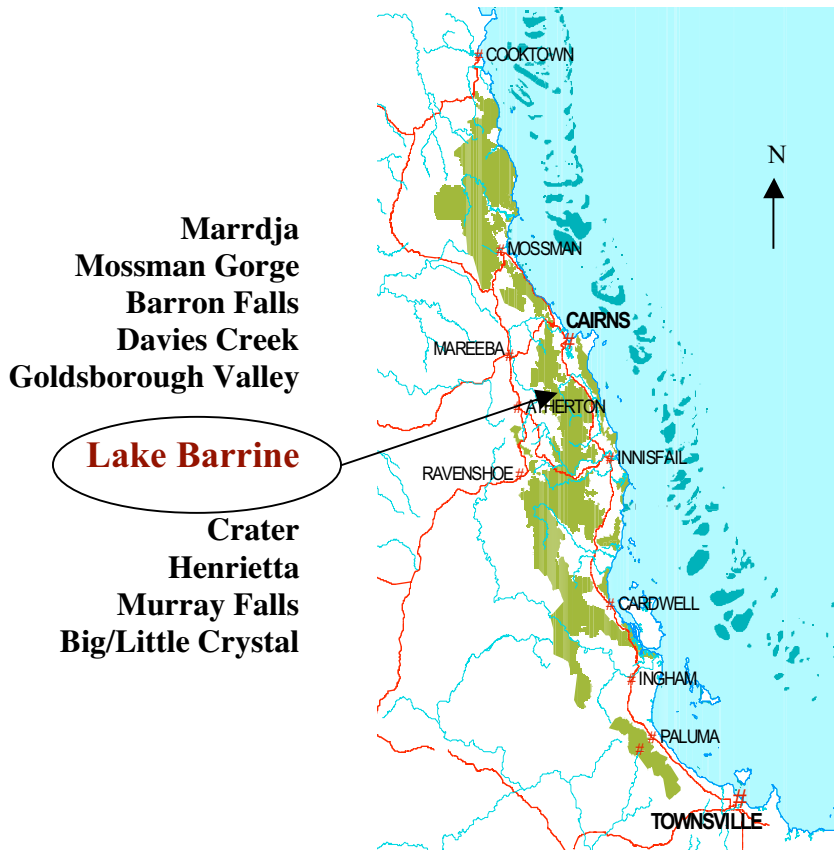 Marrdja
Mossman Gorge
Barron Falls
Davies Creek
Goldsborough Valley
Lake Barrine
Crater
Henrietta
Murray Falls
Big/Little Crystal
# COOKTOWN
N
# MOSSMAN
CAIRNS
#
MAREEBA #
# ATHERTON
# INNISFAIL
RAVENSHOE #
# CARDWELL
# INGHAM
# PALUMA
#
#
TOWNSVILLE